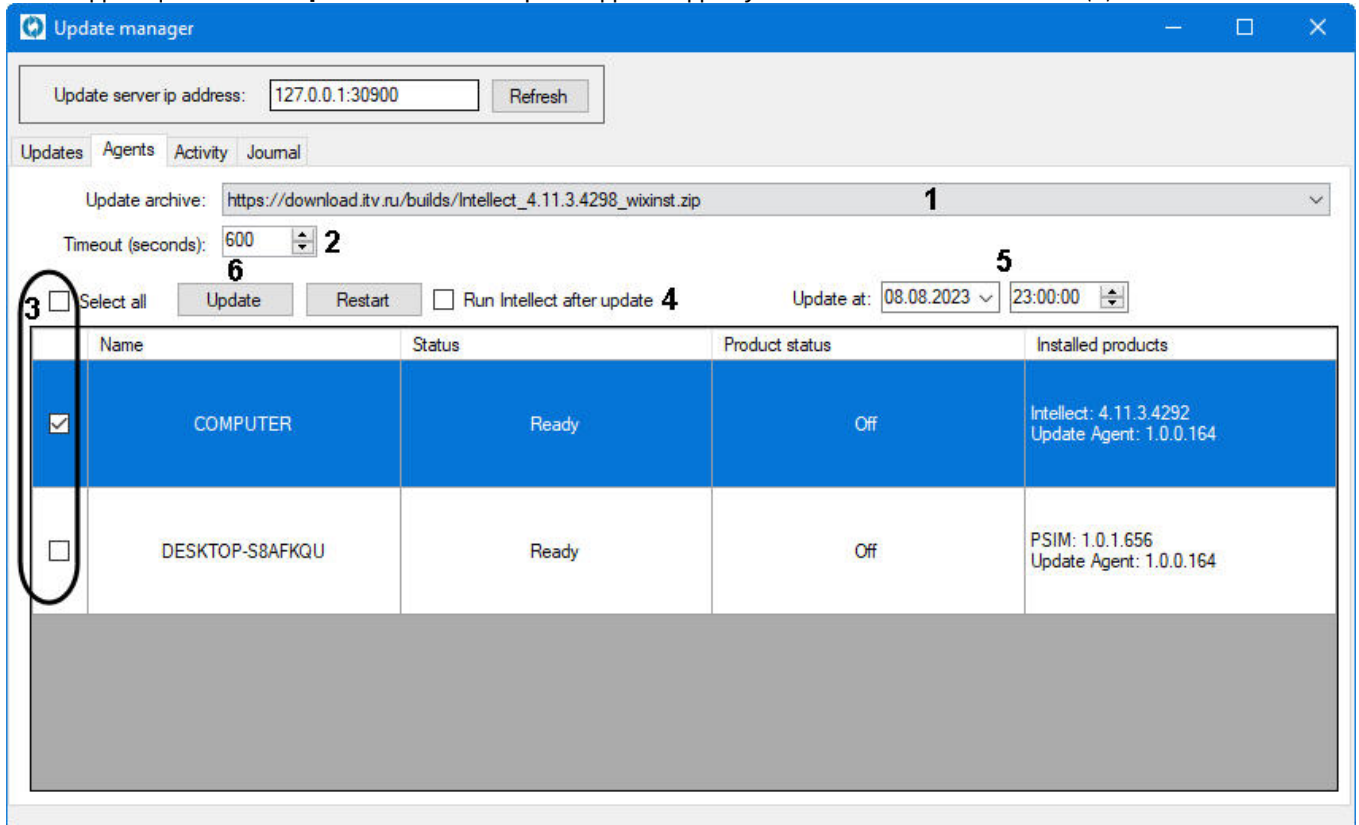 Update manager
Update server ip address: 127.0.0.1:30900 Refresh
Updates Agents Activity Journal
Update archive: https://download.itv.ru/builds/Intellect_4.11.3.4298_wixinst.zip 1
Timeout (seconds): 600 2
6 5
3 Select all Update Restart Run Intellect after update 4 Update at: 08.08.2023 23:00:00
Name Status Product status Installed products
COMPUTER Ready Off Intellect: 4.11.3.4292
Update Agent: 1.0.0.164
DESKTOP-S8AFKQU Ready Off PSIM: 1.0.1.656
Update Agent: 1.0.0.164